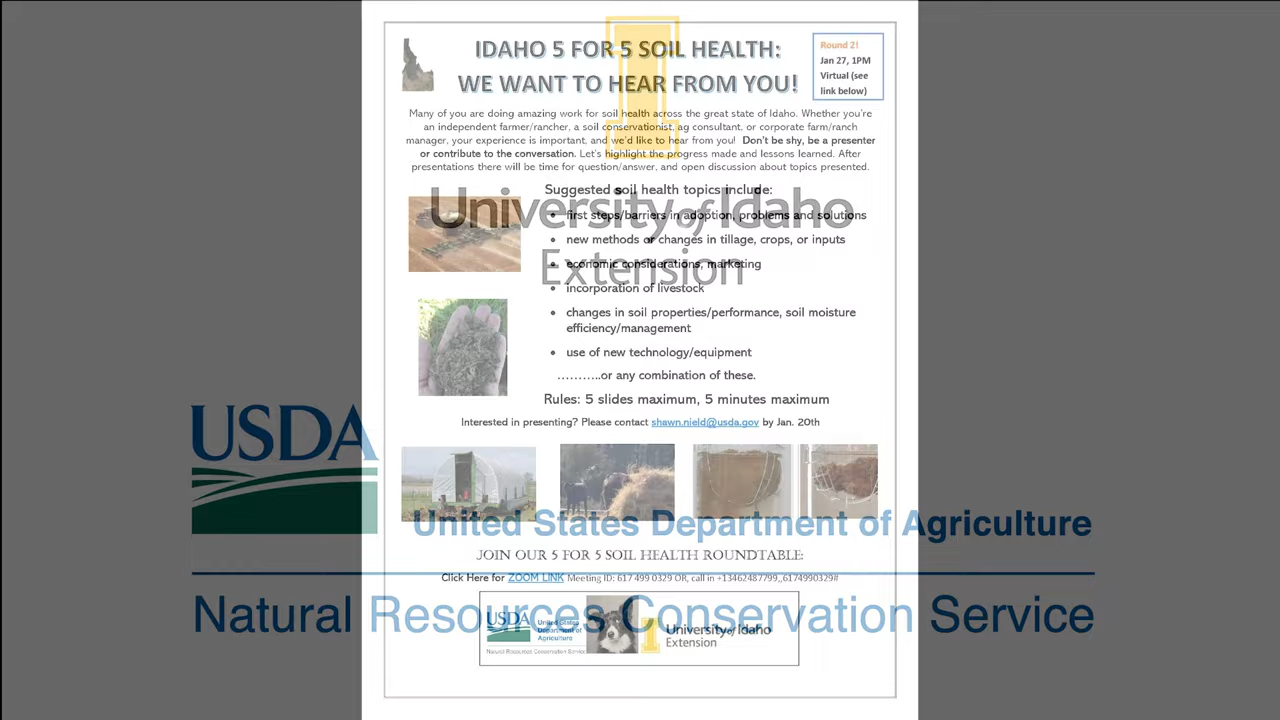 IDAHO 5 FOR 5 SOIL HEALTH:
WE WANT TO HEAR FROM YOU!
Round 2!
Jan 27, 1PM
Virtual (see
link below)
Many of you are doing amazing work for soil health across the great state of Idaho. Whether you're
an independent farmer/rancher, a soil conservationist, ag consultant, or corporate farm/ranch
manager, your experience is important, and we'd like to hear from you! Don't be shy, be a presenter
or contribute to the conversation. Let's highlight the progress made and lessons learned. After
presentations there will be time for question/answer, and open discussion about topics presented.
Suggested soil health topics include:
• first steps/barriers in adoption, problems and solutions
• new methods or changes in tillage, crops, or inputs
• economic considerations, marketing
• incorporation of livestock
• changes in soil properties/performance, soil moisture
efficiency/management
• use of new technology/equipment
………..or any combination of these.
Rules: 5 slides maximum, 5 minutes maximum
Interested in presenting? Please contact shawn.nield@usda.gov by Jan. 20th
JOIN OUR 5 FOR 5 SOIL HEALTH ROUNDTABLE:
Click Here for ZOOM LINK Meeting ID: 617 499 0329 OR, call in +13462487799,,6174990329#
USDA
United States
Department of
Agriculture
Natural Resources Conservation Service
I
University of Idaho
Extension
I
University of Idaho
Extension
USDA
United States Department of Agriculture
Natural Resources Conservation Service